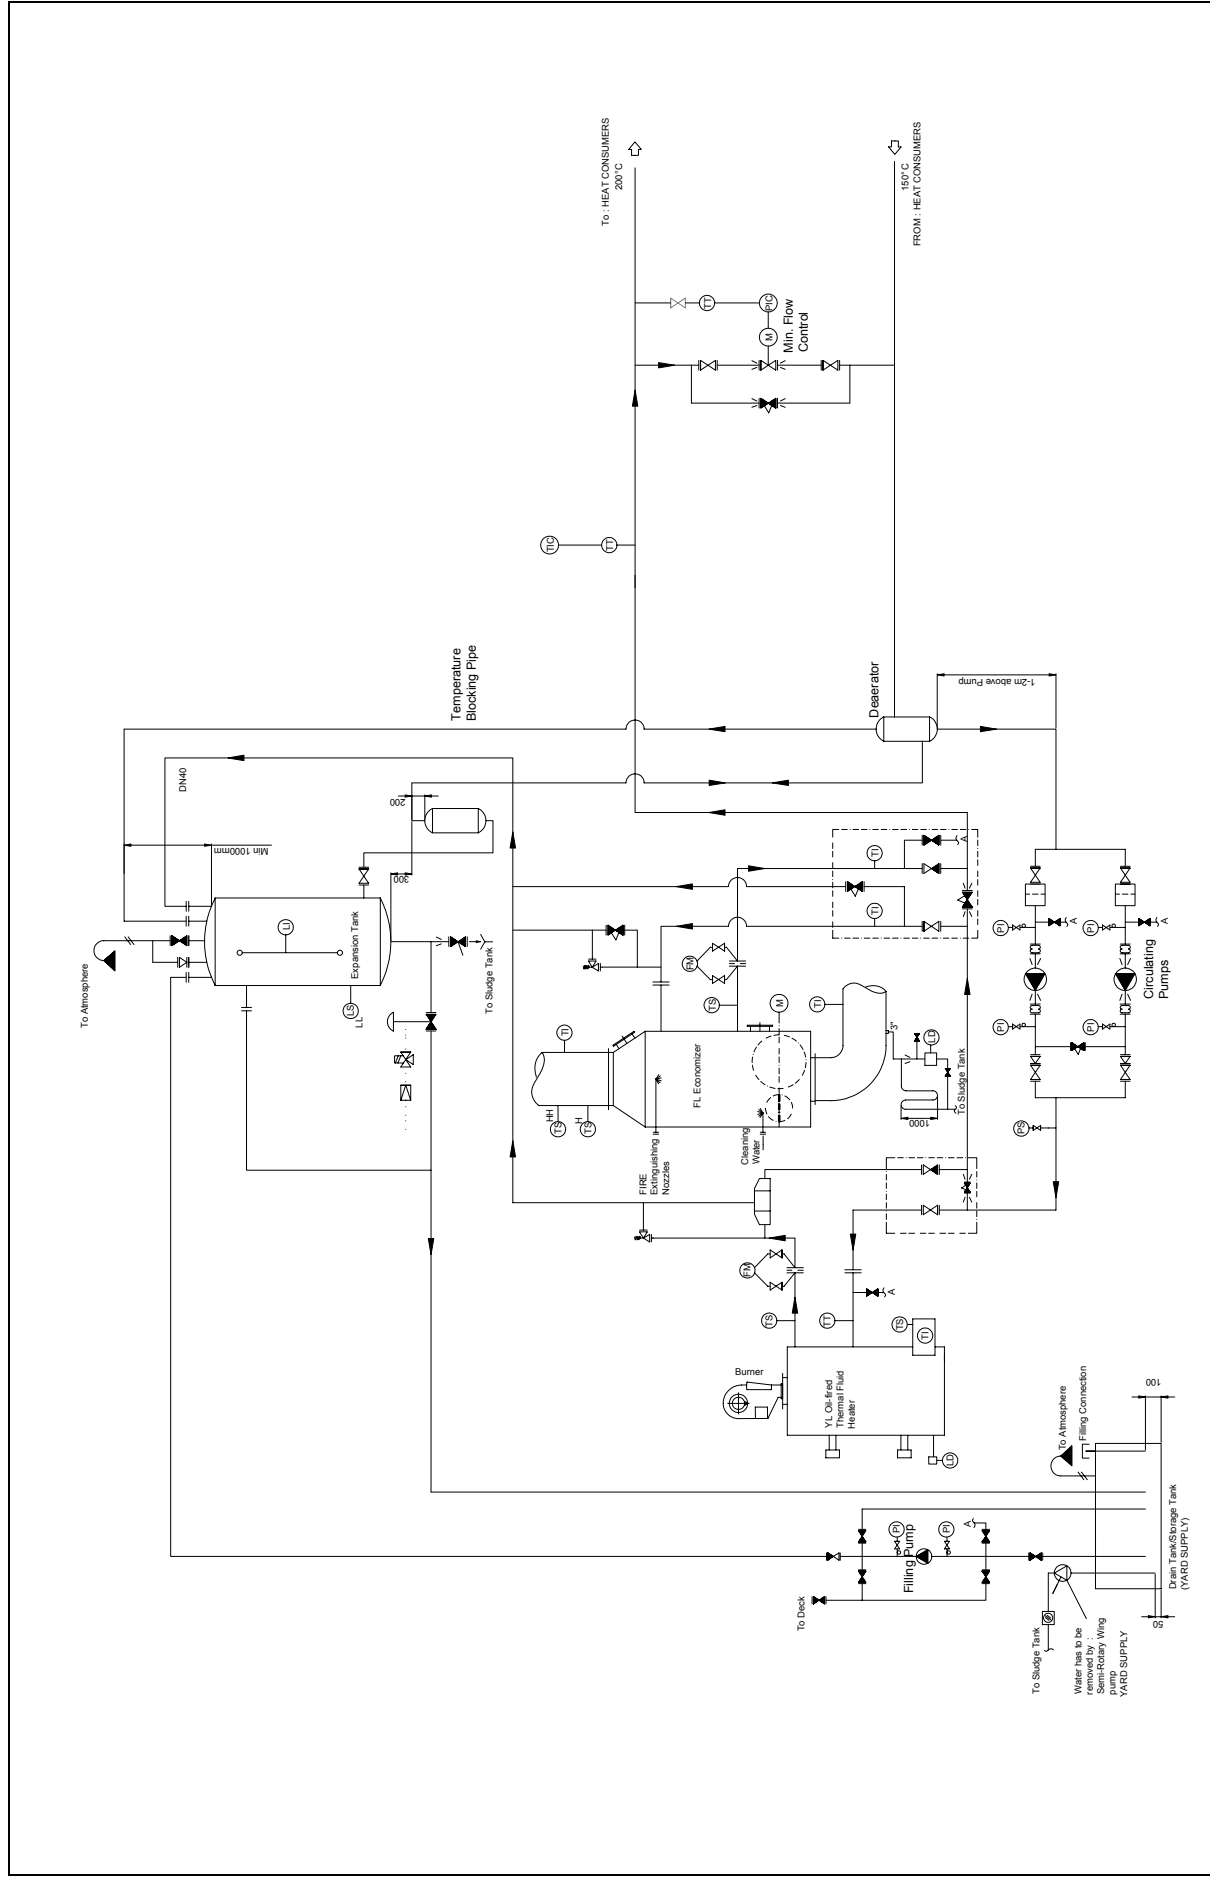 To : HEAT CONSUMERS
200°C
150°C
FROM : HEAT CONSUMERS
TT
PIC
M
Min. Flow
Control
TIC
TT
Temperature
Blocking Pipe
Deaerator
1-2m above Pump
DN40
Min 1000mm
200
300
To Atmosphere
LI
Expansion Tank
LS
LL
To Sludge Tank
TI
HH
TS
H
TS
FIRE
Extinguishing
Nozzles
FL Economizer
Cleaning
Water
M
TS
FM
TI
3"
LD
1000
To Sludge Tank
TI
TI
A
PI
PI
A
A
PI
PI
Circulating
Pumps
PS
FM
TS
TT
A
TS
TI
Burner
YL Oil-fired
Thermal Fluid
Heater
LD
To Atmosphere
Filling Connection
100
Drain Tank/Storage Tank
(YARD SUPPLY)
50
PI
PI
A
Filling Pump
To Deck
To Sludge Tank
Water has to be
removed by :
Semi-Rotary Wing
pump
YARD SUPPLY